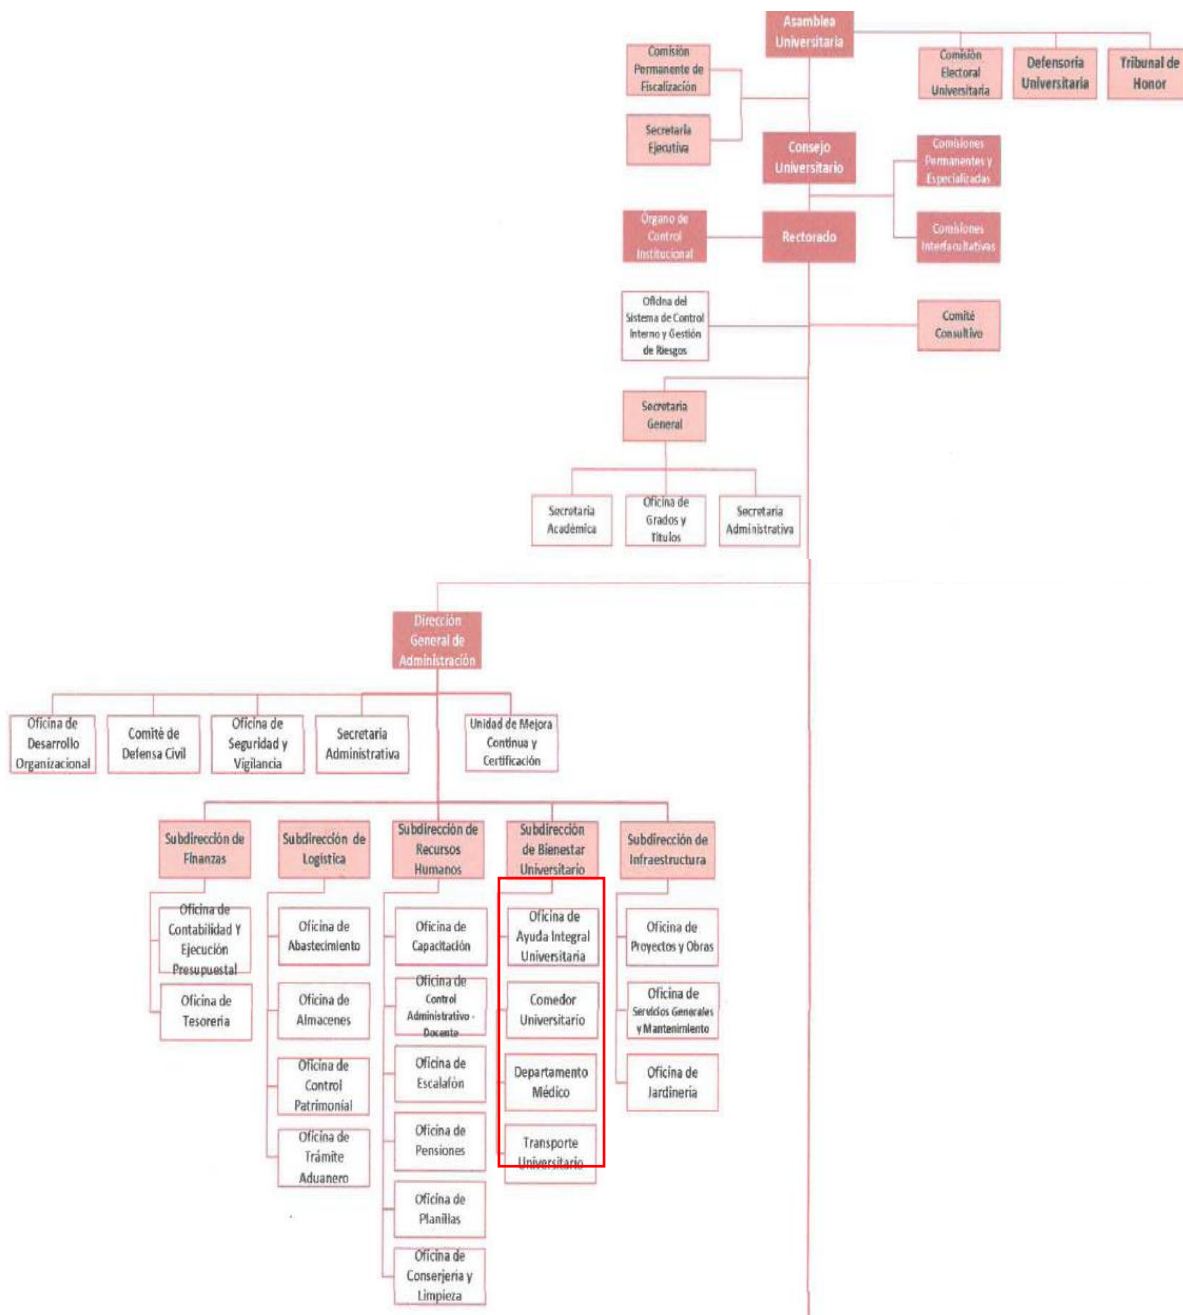 Asamblea
Universitaria
Comisión
Permanente de
Fiscalización
Comisión
Electoral
Universitaria
Defensoría
Universitaria
Tribunal de
Honor
Secretaría
Ejecutiva
Consejo
Universitario
Comisiones
Permanentes y
Especializadas
Órgano de
Control
Institucional
Rectorado
Comisiones
Interfacultativas
Oficina del
Sistema de Control
Interno y Gestión
de Riesgos
Comité
Consultivo
Secretaria
General
Secretaria
Académica
Oficina de
Grados y
Títulos
Secretaria
Administrativa
Dirección
General de
Administración
Oficina de
Desarrollo
Organizacional
Comité de
Defensa Civil
Oficina de
Seguridad y
Vigilancia
Secretaria
Administrativa
Unidad de Mejora
Continua y
Certificación
Subdirección de
Finanzas
Subdirección de
Logística
Subdirección de
Recursos
Humanos
Subdirección
de Bienestar
Universitario
Subdirección
de
Infraestructura
Oficina de
Contabilidad Y
Ejecución
Presupuestal
Oficina de
Tesorería
Oficina de
Abastecimiento
Oficina de
Almacenes
Oficina de
Control
Patrimonial
Oficina de
Trámite
Aduanero
Oficina de
Capacitación
Oficina de
Control
Administrativo -
Docente
Oficina de
Escalafón
Oficina de
Pensiones
Oficina de
Planillas
Oficina de
Conserjería y
Limpieza
Oficina de
Ayuda Integral
Universitaria
Comedor
Universitario
Departamento
Médico
Transporte
Universitario
Oficina de
Proyectos y Obras
Oficina de
Servicios Generales
y Mantenimiento
Oficina de
Jardinería